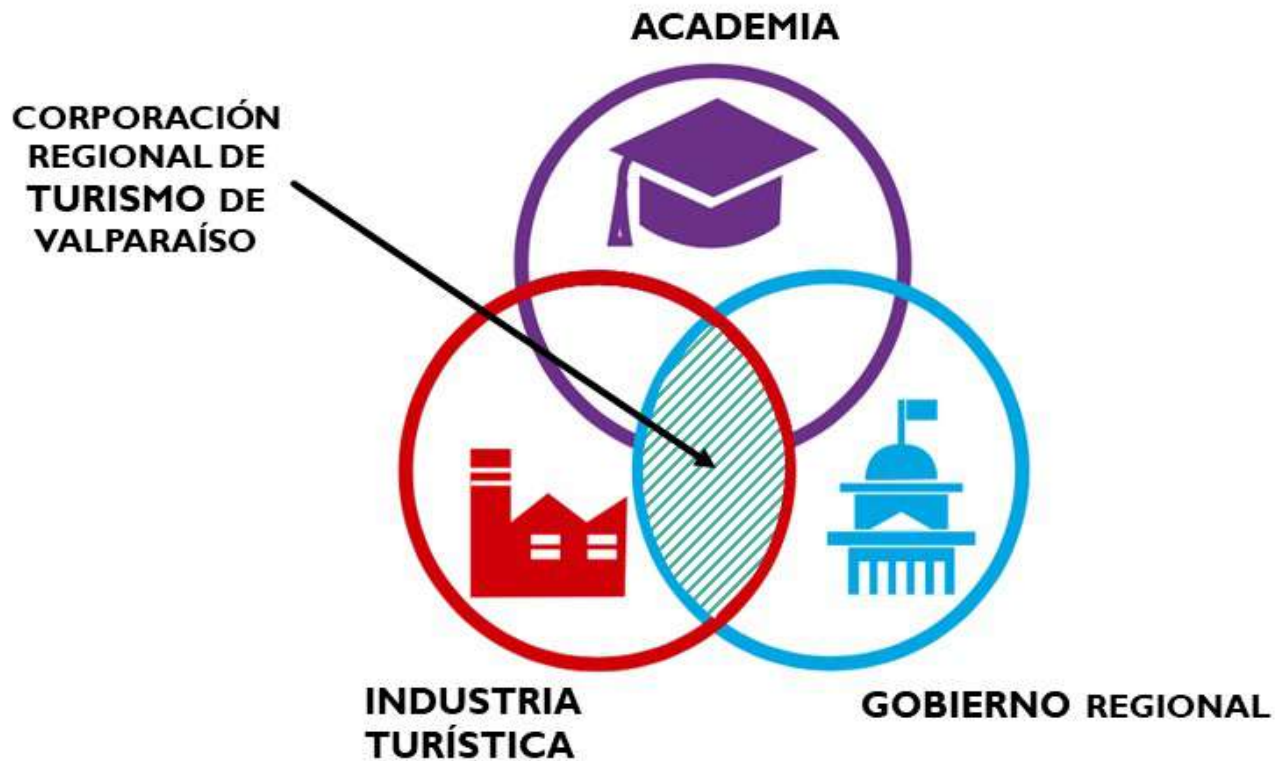 ACADEMIA
CORPORACIÓN
REGIONAL DE
TURISMO DE
VALPARAÍSO
INDUSTRIA
TURÍSTICA
GOBIERNO REGIONAL